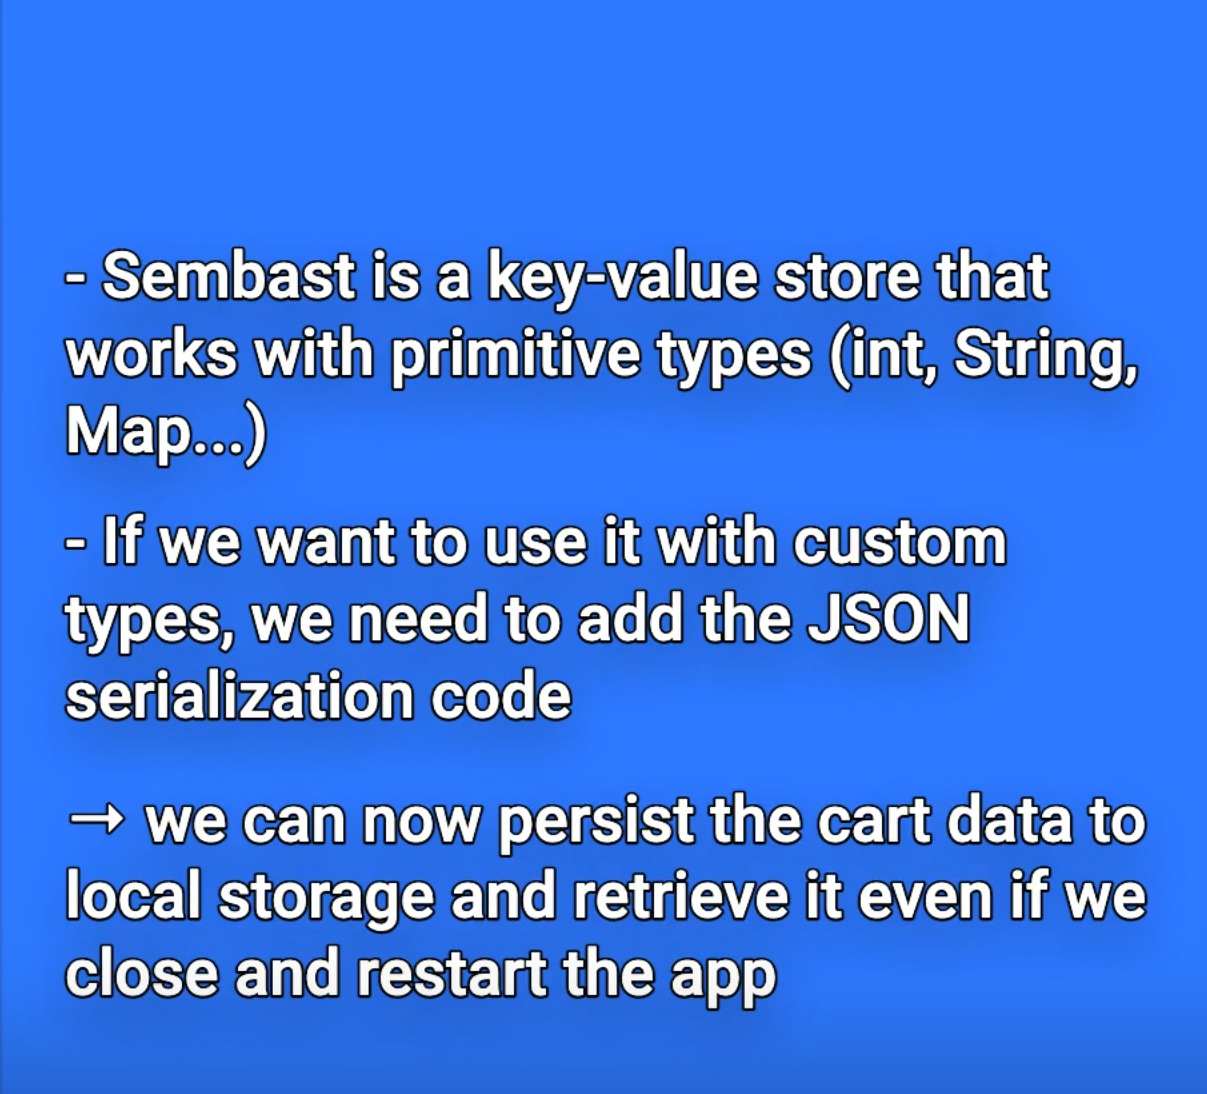 - Sembast is a key-value store that
works with primitive types (int, String,
Map...)
- If we want to use it with custom
types, we need to add the JSON
serialization code
→ we can now persist the cart data to
local storage and retrieve it even if we
close and restart the app